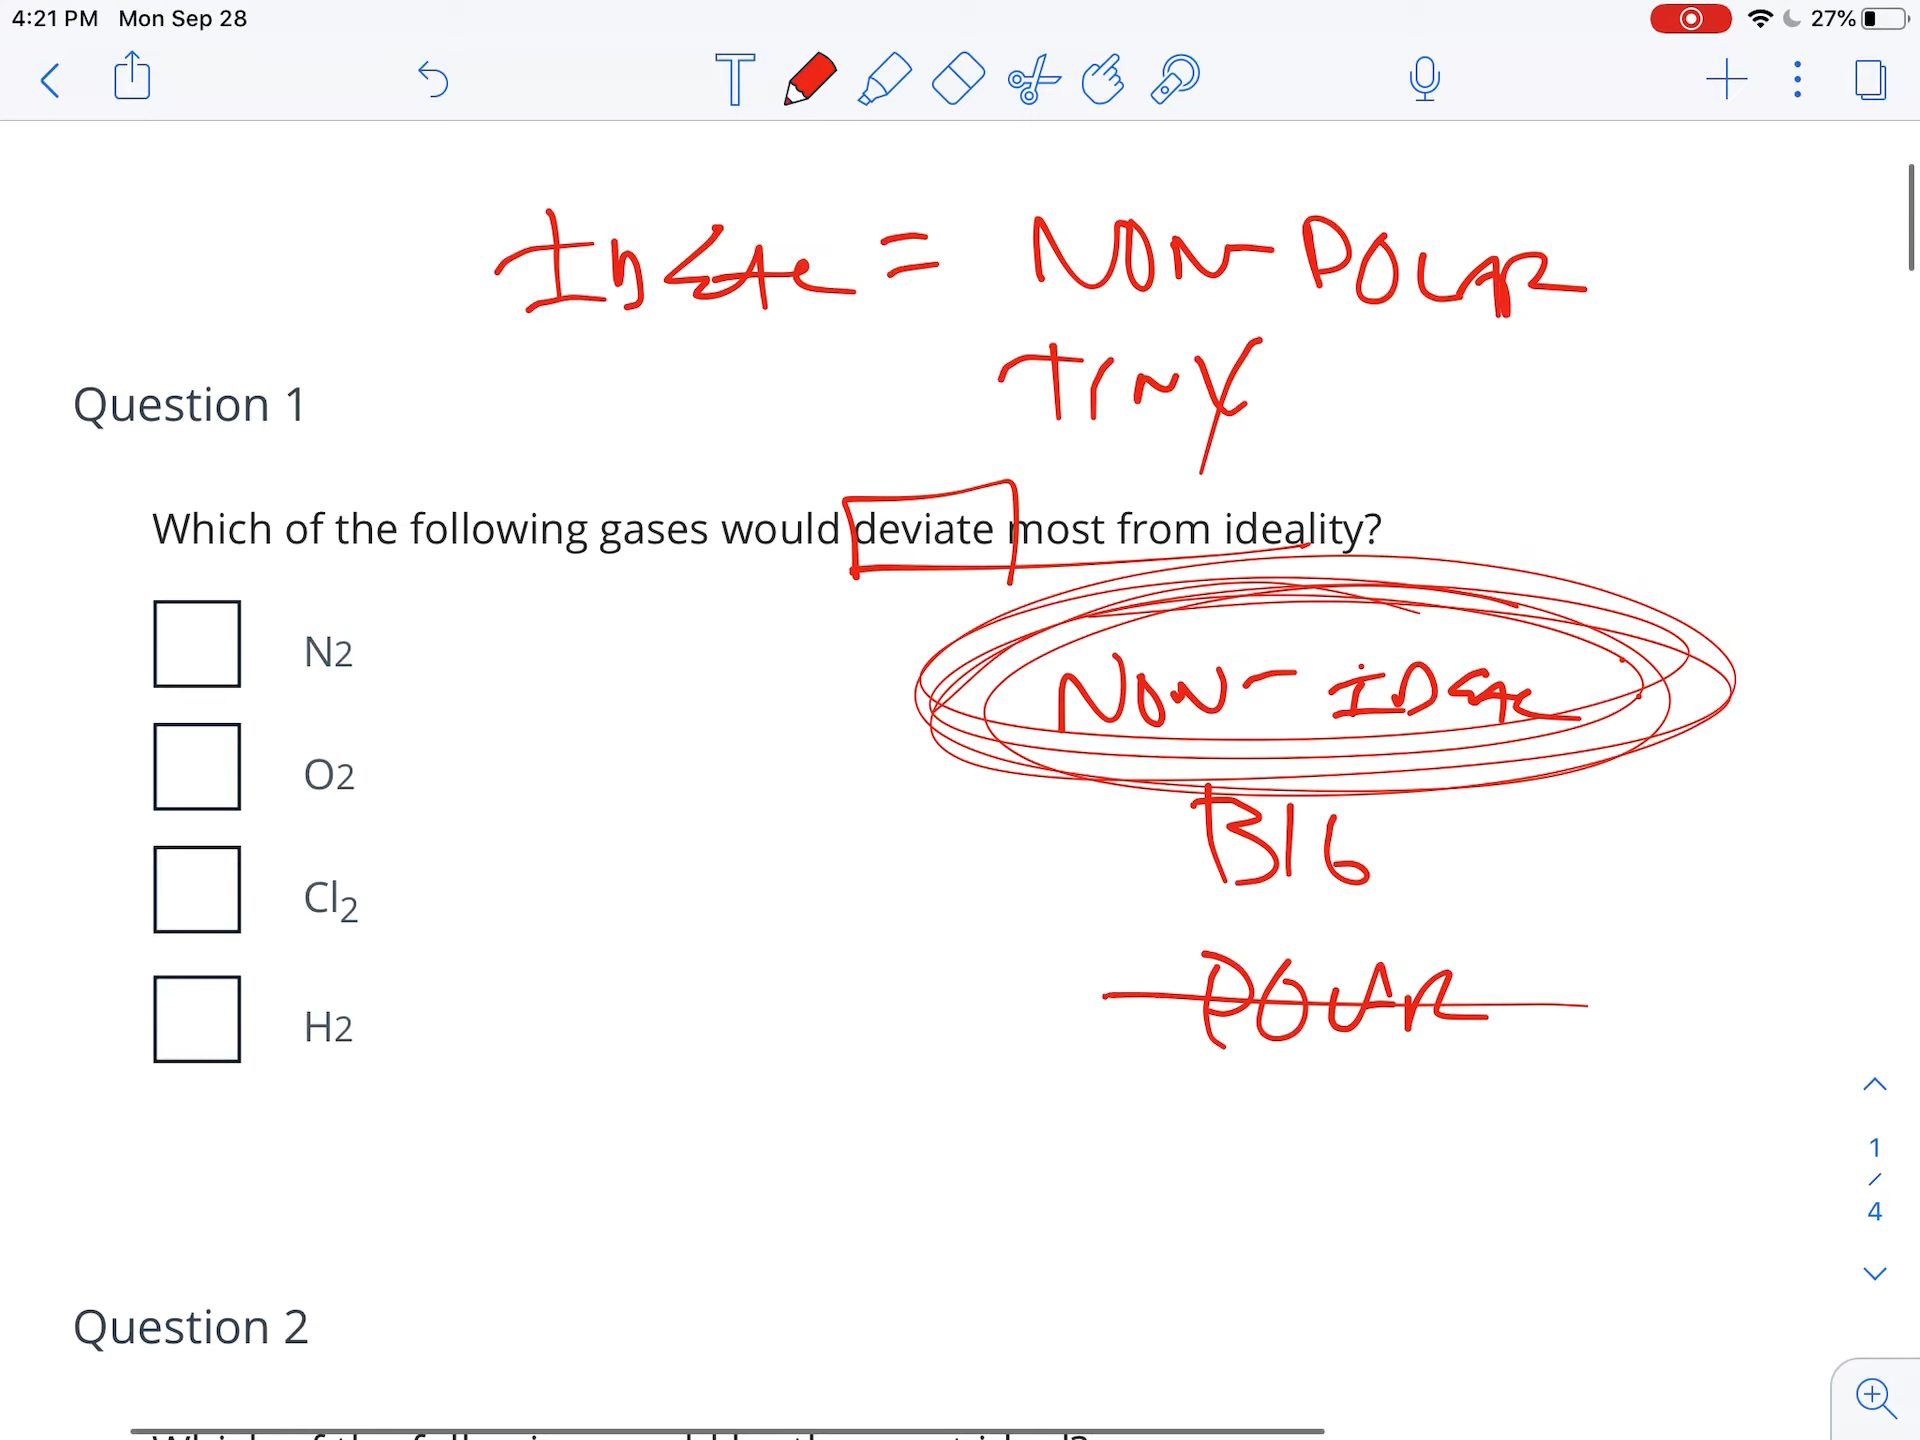 4:21 PM Mon Sep 28
27%
IDEAL = NON-POLAR
TINY
Question 1
Which of the following gases would deviate most from ideality?
N2
O2
Cl2
H2
NON-IDEAL
BIG
POLAR
1
/
4
Question 2